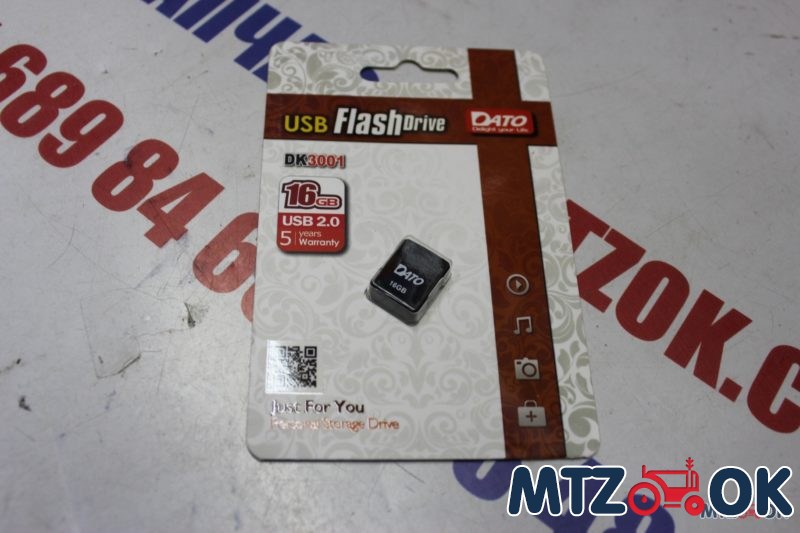 689 84 6
MTZOK.C
USB FlashDrive
DATO
Delight your Life.
DK3001
16GB
USB 2.0
5 years Warranty
DATO
16GB
Just For You
Personal Storage Drive
MTZ OK